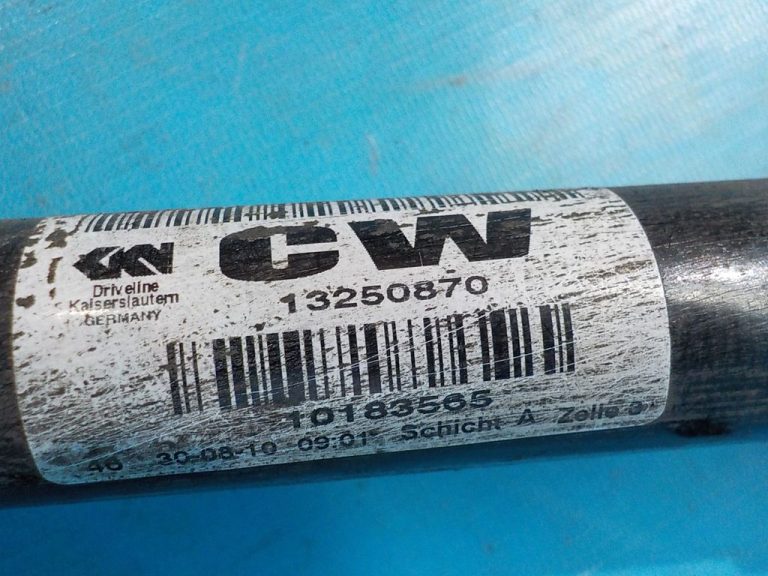 GKN
CW
Driveline
Kaiserslautern
GERMANY
13250870
10183565
46 30-08-10 09:01 Schicht A Zelle 3